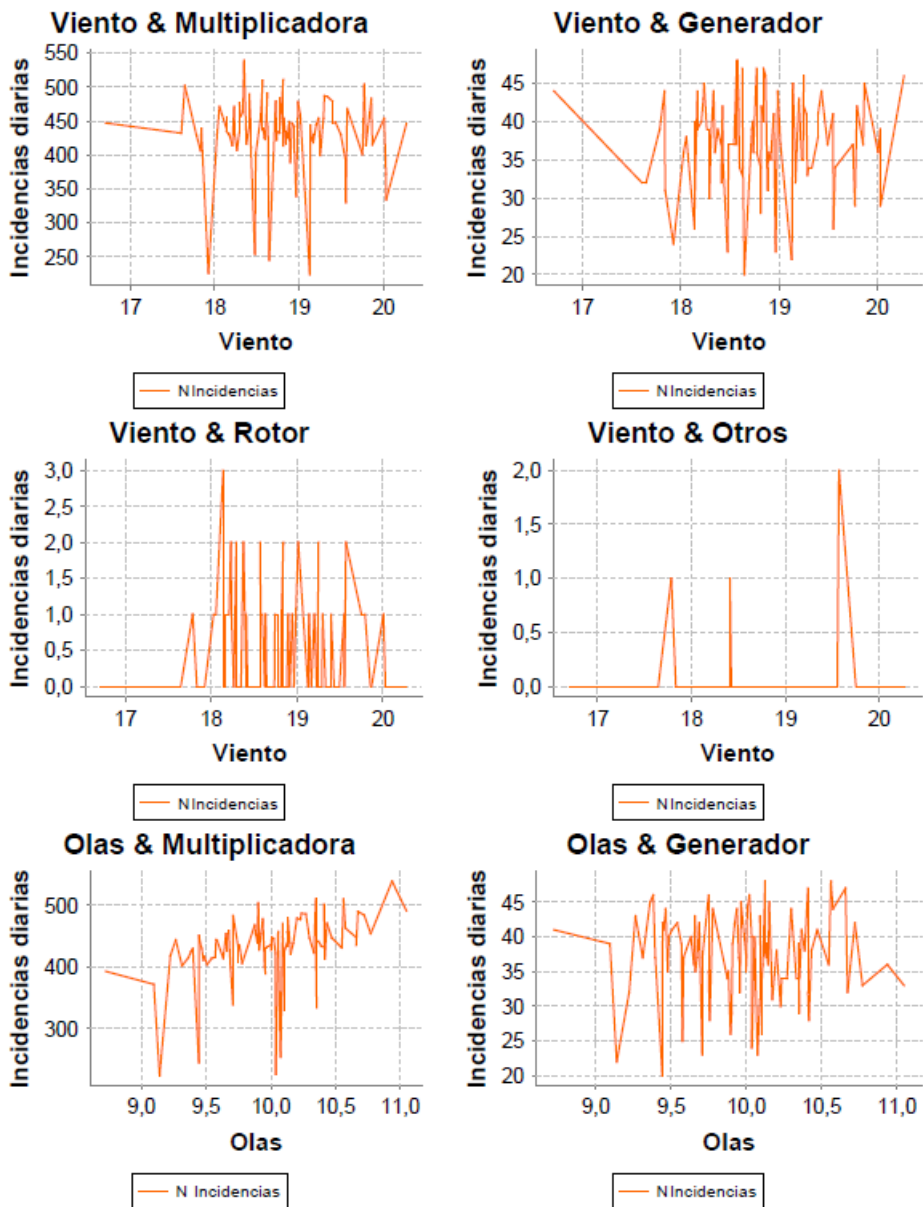 Viento & Multiplicadora
Incidencias diarias
550
500
450
400
350
300
250
17 18 19 20
Viento
N Incidencias
Viento & Generador
Incidencias diarias
45
40
35
30
25
20
17 18 19 20
Viento
N Incidencias
Viento & Rotor
Incidencias diarias
3,0
2,5
2,0
1,5
1,0
0,5
0,0
17 18 19 20
Viento
N Incidencias
Viento & Otros
Incidencias diarias
2,0
1,5
1,0
0,5
0,0
17 18 19 20
Viento
N Incidencias
Olas & Multiplicadora
Incidencias diarias
500
400
300
9,0 9,5 10,0 10,5 11,0
Olas
N Incidencias
Olas & Generador
Incidencias diarias
45
40
35
30
25
20
9,0 9,5 10,0 10,5 11,0
Olas
N Incidencias